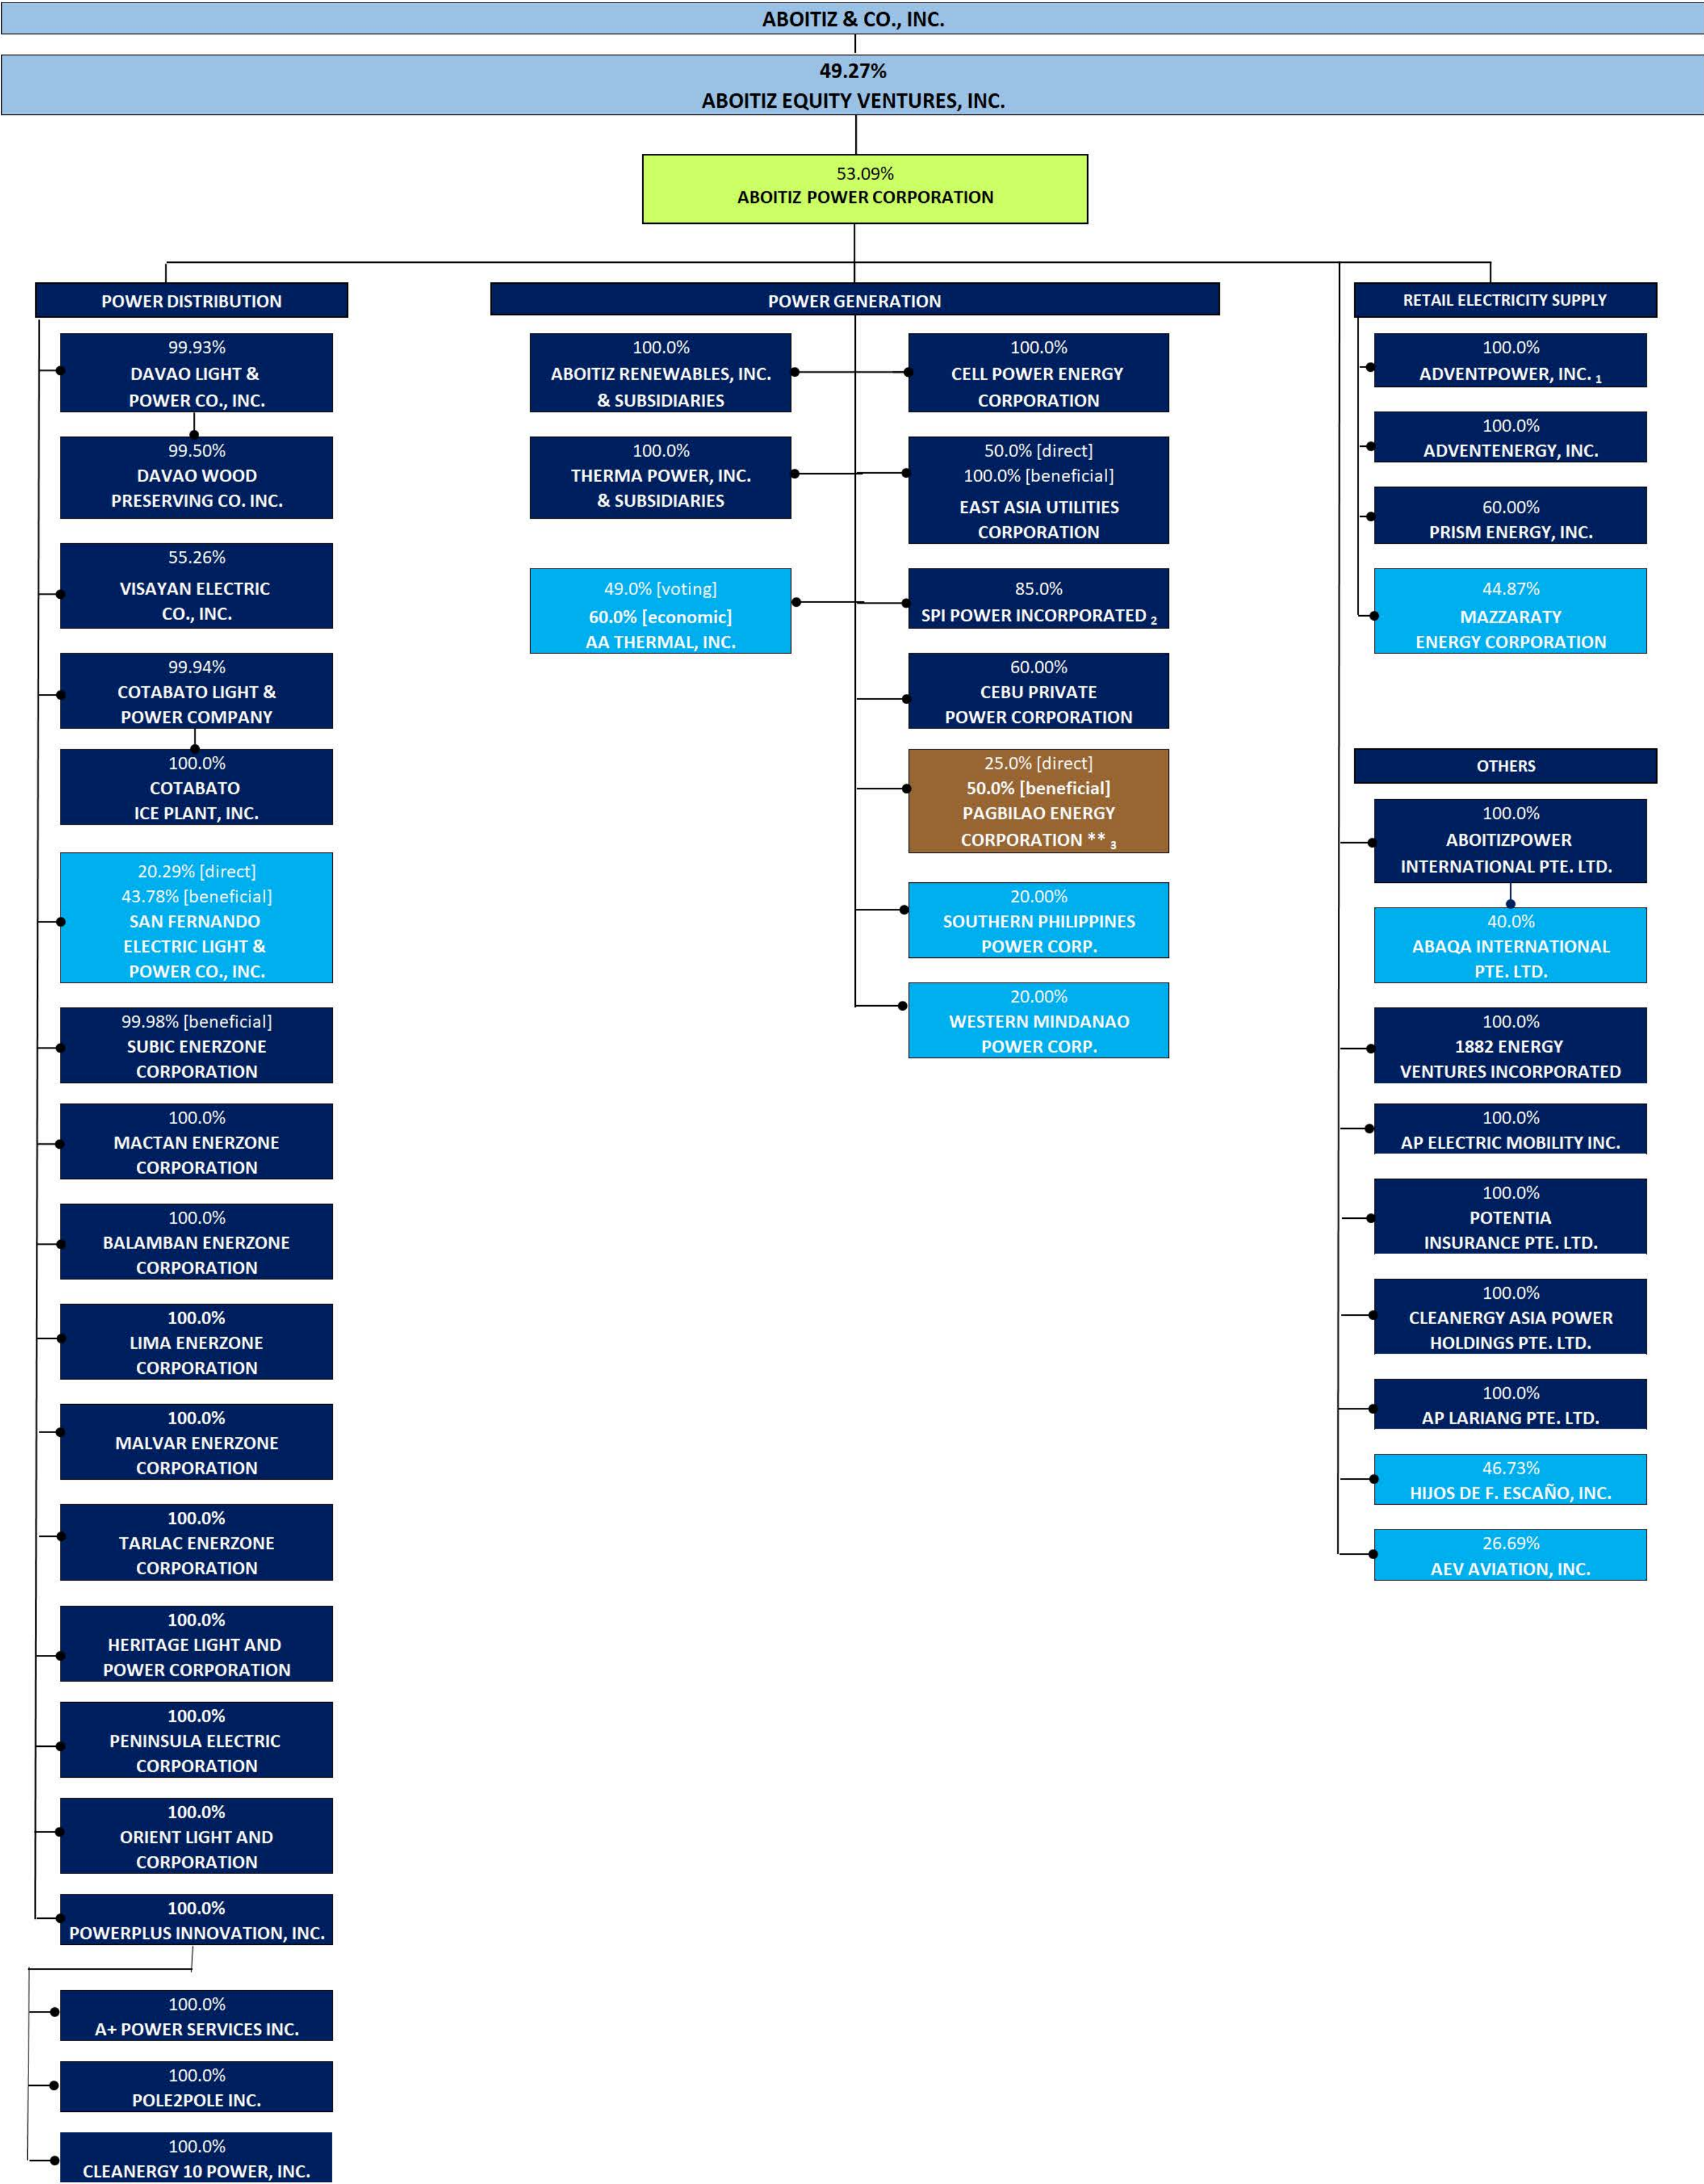 ABOITIZ & CO., INC.
49.27%
ABOITIZ EQUITY VENTURES, INC.
53.09%
ABOITIZ POWER CORPORATION
POWER DISTRIBUTION
99.93%
DAVAO LIGHT &
POWER CO., INC.
99.50%
DAVAO WOOD
PRESERVING CO. INC.
55.26%
VISAYAN ELECTRIC
CO., INC.
99.94%
COTABATO LIGHT &
POWER COMPANY
100.0%
COTABATO
ICE PLANT, INC.
20.29% [direct]
43.78% [beneficial]
SAN FERNANDO
ELECTRIC LIGHT &
POWER CO., INC.
99.98% [beneficial]
SUBIC ENERZONE
CORPORATION
100.0%
MACTAN ENERZONE
CORPORATION
100.0%
BALAMBAN ENERZONE
CORPORATION
100.0%
LIMA ENERZONE
CORPORATION
100.0%
MALVAR ENERZONE
CORPORATION
100.0%
TARLAC ENERZONE
CORPORATION
100.0%
HERITAGE LIGHT AND
POWER CORPORATION
100.0%
PENINSULA ELECTRIC
CORPORATION
100.0%
ORIENT LIGHT AND
CORPORATION
100.0%
POWERPLUS INNOVATION, INC.
100.0%
A+ POWER SERVICES INC.
100.0%
POLE2POLE INC.
100.0%
CLEANERGY 10 POWER, INC.
POWER GENERATION
100.0%
ABOITIZ RENEWABLES, INC.
& SUBSIDIARIES
100.0%
THERMA POWER, INC.
& SUBSIDIARIES
49.0% [voting]
60.0% [economic]
AA THERMAL, INC.
100.0%
CELL POWER ENERGY
CORPORATION
50.0% [direct]
100.0% [beneficial]
EAST ASIA UTILITIES
CORPORATION
85.0%
SPI POWER INCORPORATED 2
60.00%
CEBU PRIVATE
POWER CORPORATION
25.0% [direct]
50.0% [beneficial]
PAGBILAO ENERGY
CORPORATION ** 3
20.00%
SOUTHERN PHILIPPINES
POWER CORP.
20.00%
WESTERN MINDANAO
POWER CORP.
RETAIL ELECTRICITY SUPPLY
100.0%
ADVENTPOWER, INC. 1
100.0%
ADVENTENERGY, INC.
60.00%
PRISM ENERGY, INC.
44.87%
MAZZARATY
ENERGY CORPORATION
OTHERS
100.0%
ABOITIZPOWER
INTERNATIONAL PTE. LTD.
40.0%
ABAQA INTERNATIONAL
PTE. LTD.
100.0%
1882 ENERGY
VENTURES INCORPORATED
100.0%
AP ELECTRIC MOBILITY INC.
100.0%
POTENTIA
INSURANCE PTE. LTD.
100.0%
CLEANERGY ASIA POWER
HOLDINGS PTE. LTD.
100.0%
AP LARIANG PTE. LTD.
46.73%
HIJOS DE F. ESCAÑO, INC.
26.69%
AEV AVIATION, INC.